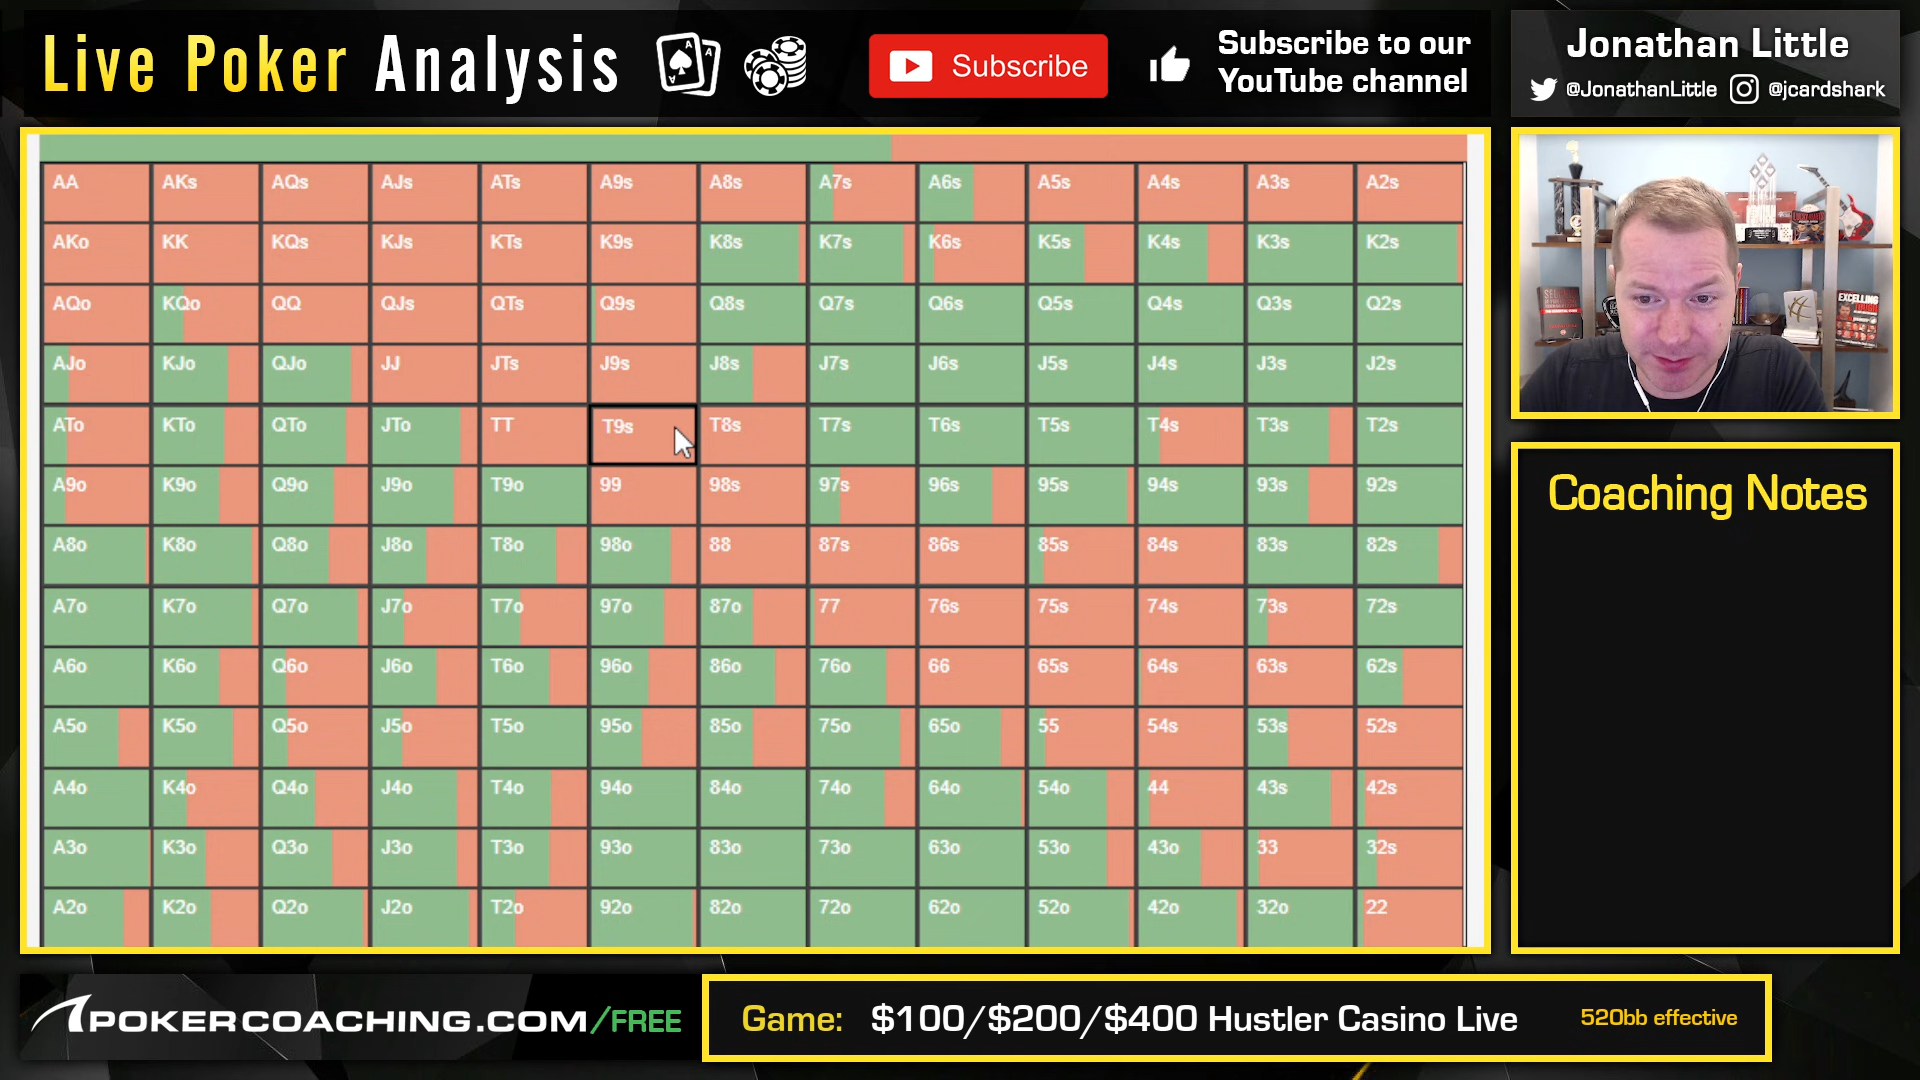 Live Poker Analysis
Subscribe
Subscribe to our
YouTube channel
Jonathan Little
@JonathanLittle @jcardshark
AA AKs AQs AJs ATs A9s A8s A7s A6s A5s A4s A3s A2s
AKo KK KQs KJs KTs K9s K8s K7s K6s K5s K4s K3s K2s
AQo KQo QQ QJs QTs Q9s Q8s Q7s Q6s Q5s Q4s Q3s Q2s
AJo KJo QJo JJ JTs J9s J8s J7s J6s J5s J4s J3s J2s
ATo KTo QTo JTo TT T9s T8s T7s T6s T5s T4s T3s T2s
A9o K9o Q9o J9o T9o 99 98s 97s 96s 95s 94s 93s 92s
A8o K8o Q8o J8o T8o 98o 88 87s 86s 85s 84s 83s 82s
A7o K7o Q7o J7o T7o 97o 87o 77 76s 75s 74s 73s 72s
A6o K6o Q6o J6o T6o 96o 86o 76o 66 65s 64s 63s 62s
A5o K5o Q5o J5o T5o 95o 85o 75o 65o 55 54s 53s 52s
A4o K4o Q4o J4o T4o 94o 84o 74o 64o 54o 44 43s 42s
A3o K3o Q3o J3o T3o 93o 83o 73o 63o 53o 43o 33 32s
A2o K2o Q2o J2o T2o 92o 82o 72o 62o 52o 42o 32o 22
EXCELLING
Coaching Notes
POKERCOACHING.COM/FREE
Game: $100/$200/$400 Hustler Casino Live
520bb effective